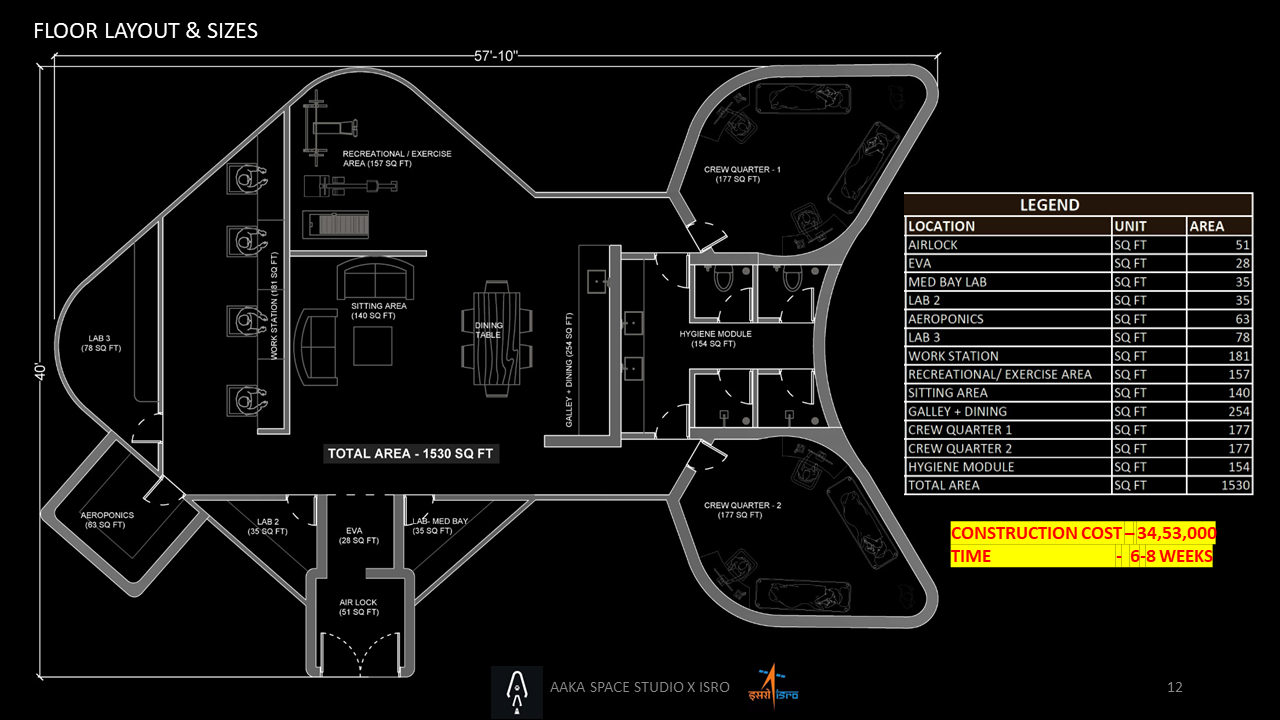 FLOOR LAYOUT & SIZES
57'-10"
40'
RECREATIONAL / EXERCISE
AREA (157 SQ FT)
CREW QUARTER - 1
(177 SQ FT)
WORK STATION (181 SQ FT)
SITTING AREA
(140 SQ FT)
DINING
TABLE
LAB 3
(78 SQ FT)
GALLEY + DINING (254 SQ FT)
HYGIENE MODULE
(154 SQ FT)
TOTAL AREA - 1530 SQ FT
AEROPONICS
(63 SQ FT)
LAB 2
(35 SQ FT)
EVA
(28 SQ FT)
LAB- MED BAY
(35 SQ FT)
CREW QUARTER - 2
(177 SQ FT)
AIR LOCK
(51 SQ FT)
LEGEND
LOCATION UNIT AREA
AIRLOCK SQ FT 51
EVA SQ FT 28
MED BAY LAB SQ FT 35
LAB 2 SQ FT 35
AEROPONICS SQ FT 63
LAB 3 SQ FT 78
WORK STATION SQ FT 181
RECREATIONAL/ EXERCISE AREA SQ FT 157
SITTING AREA SQ FT 140
GALLEY + DINING SQ FT 254
CREW QUARTER 1 SQ FT 177
CREW QUARTER 2 SQ FT 177
HYGIENE MODULE SQ FT 154
TOTAL AREA SQ FT 1530
CONSTRUCTION COST – 34,53,000
TIME - 6-8 WEEKS
AAKA SPACE STUDIO X ISRO
इसरो isro
12